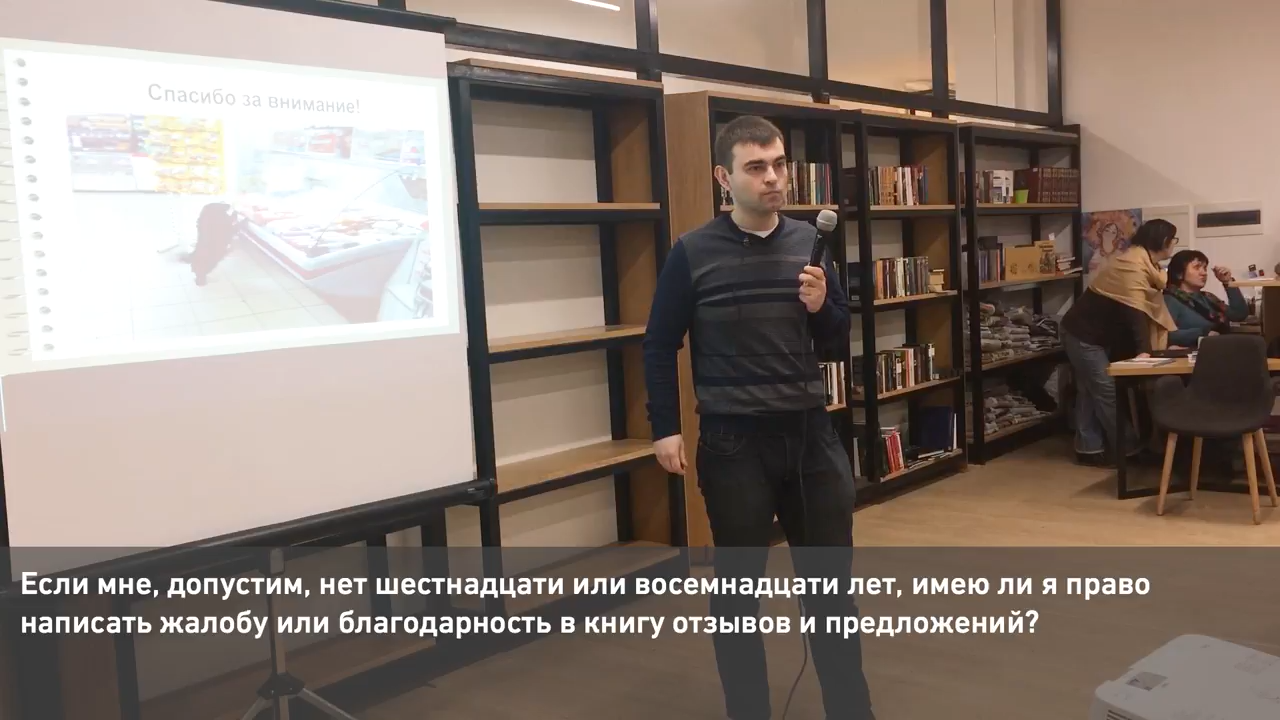 Спасибо за внимание!
Если мне, допустим, нет шестнадцати или восемнадцати лет, имею ли я право
написать жалобу или благодарность в книгу отзывов и предложений?